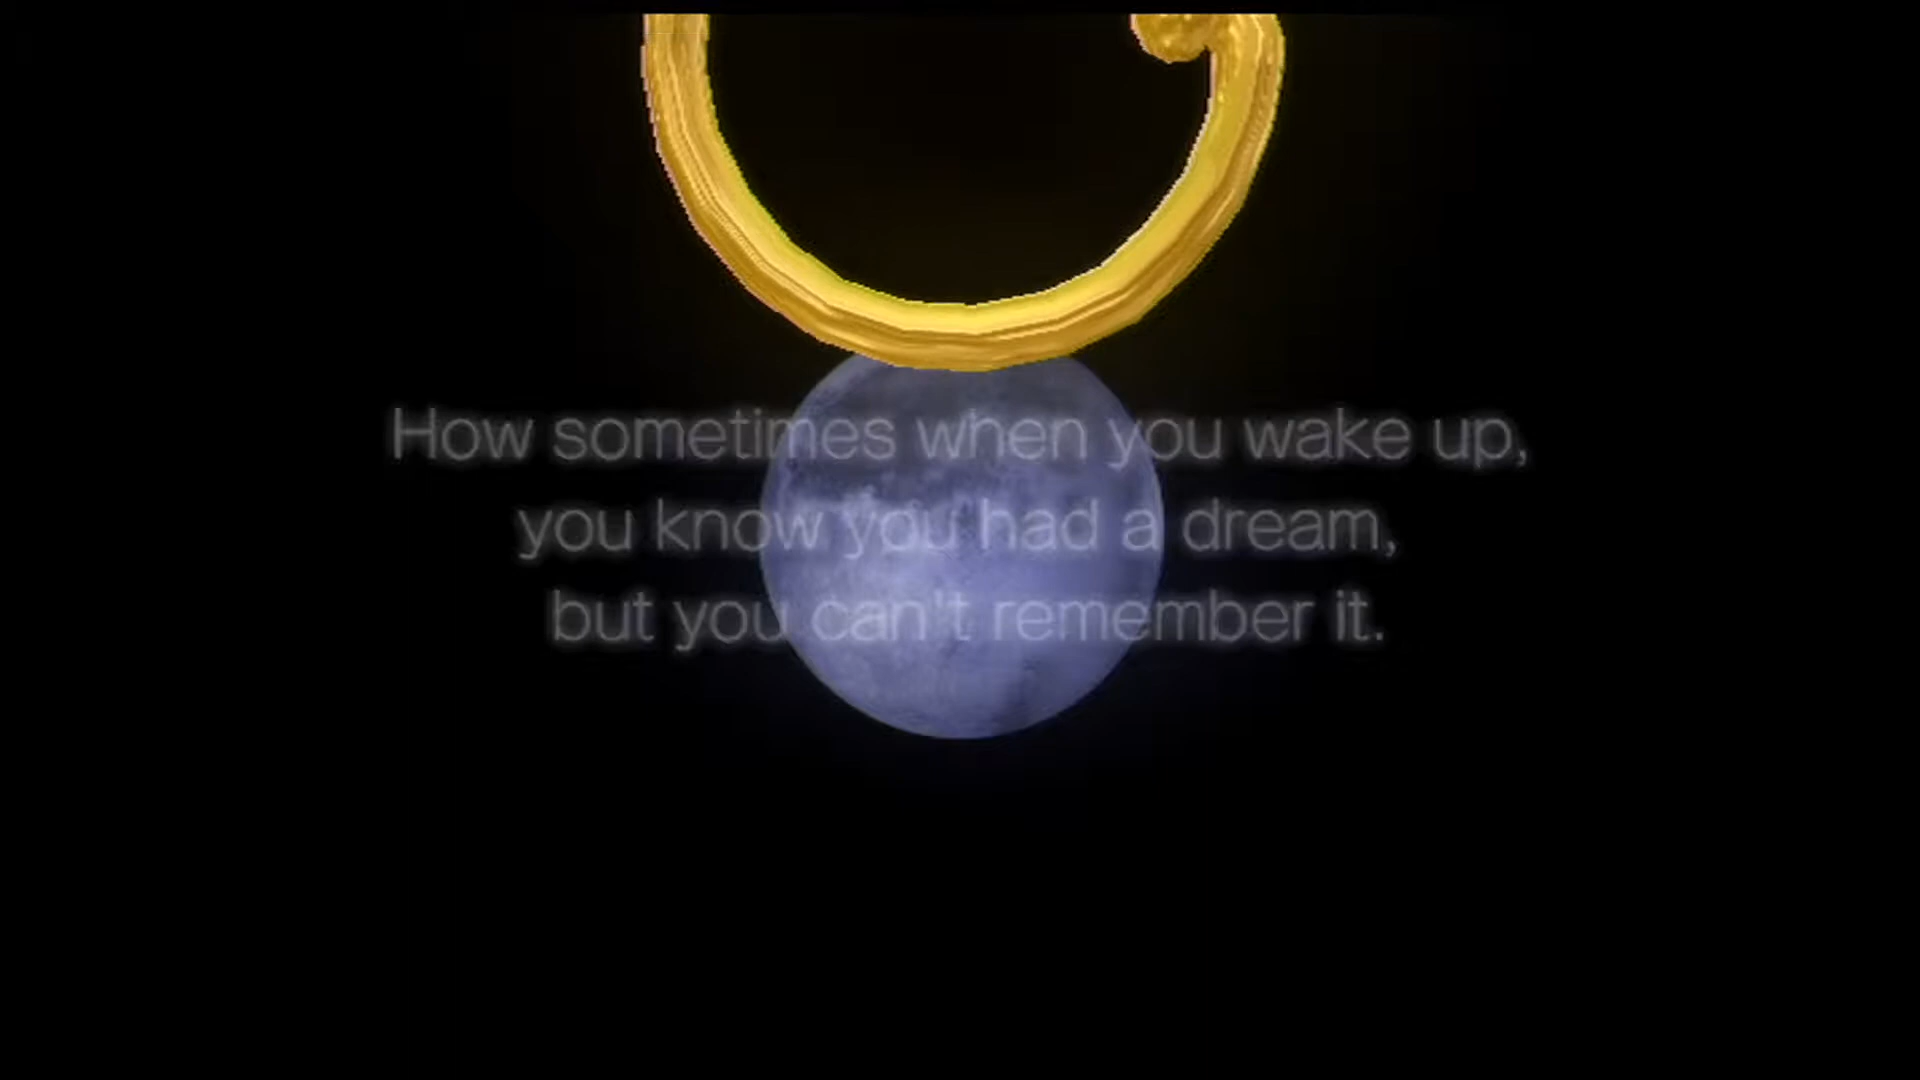 How sometimes when you wake up,
you know you had a dream,
but you can't remember it.